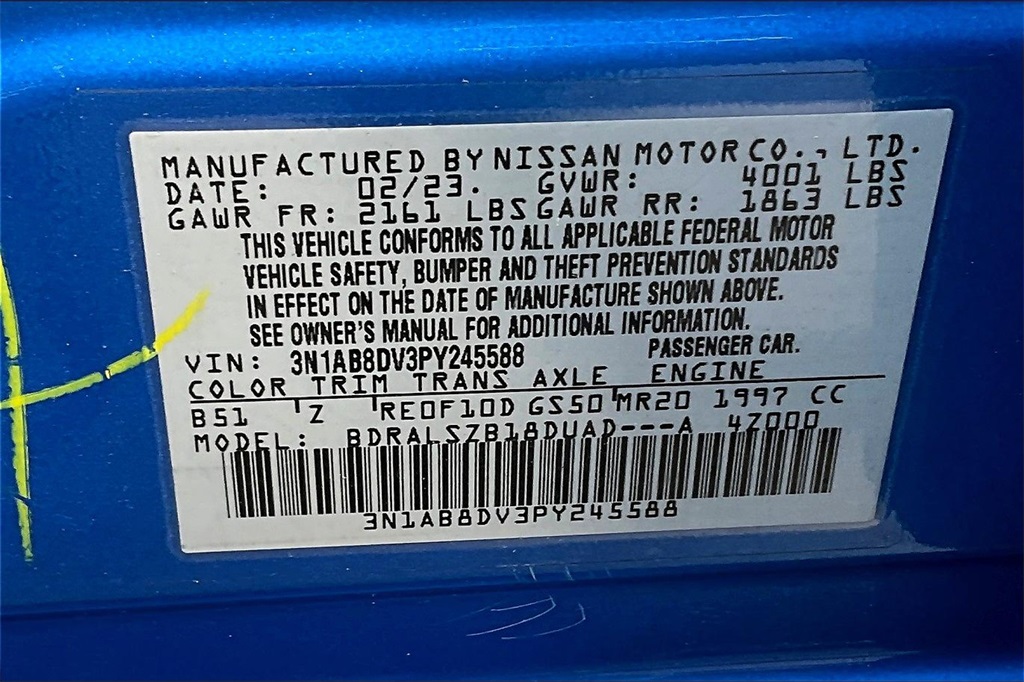 MANUFACTURED BY NISSAN MOTOR CO., LTD.
DATE: 02/23. GVWR: 4001 LBS
GAWR FR: 2161 LBS GAWR RR: 1863 LBS
THIS VEHICLE CONFORMS TO ALL APPLICABLE FEDERAL MOTOR
VEHICLE SAFETY, BUMPER AND THEFT PREVENTION STANDARDS
IN EFFECT ON THE DATE OF MANUFACTURE SHOWN ABOVE.
SEE OWNER'S MANUAL FOR ADDITIONAL INFORMATION.
VIN: 3N1AB8DV3PY245588 PASSENGER CAR.
COLOR TRIM TRANS AXLE ENGINE
B51 Z RE0F10D GS50 MR20 1997 CC
MODEL: BDRALSZB18DUAD---A 4Z000
3N1AB8DV3PY245588